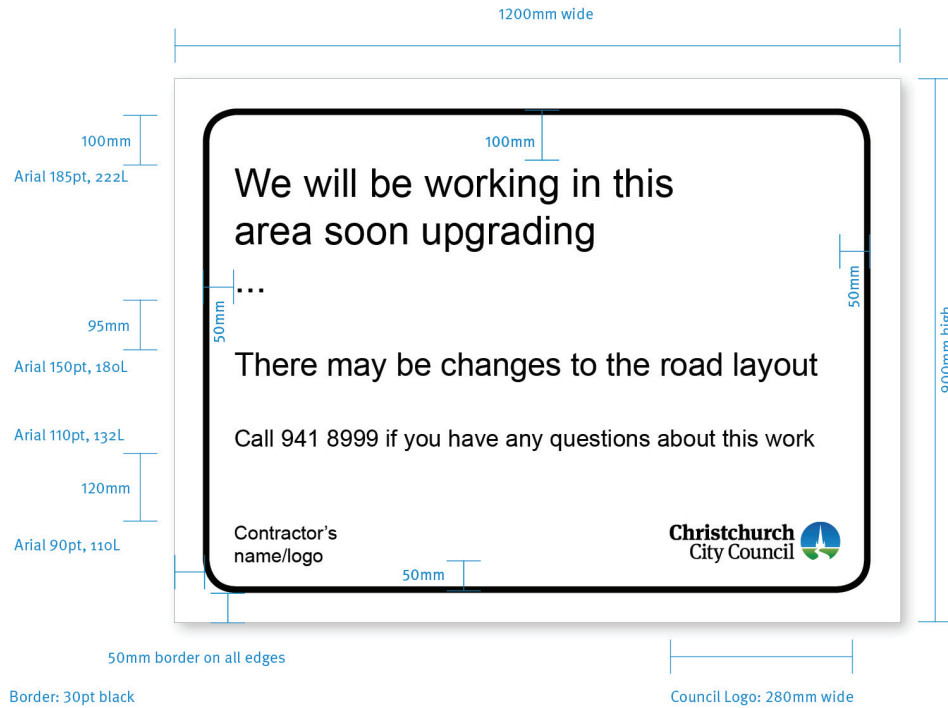 1200mm wide
100mm
100mm
Arial 185pt, 222L
We will be working in this
area soon upgrading
...
50mm
50mm
95mm
900mm high
Arial 150pt, 180L
There may be changes to the road layout
Arial 110pt, 132L
Call 941 8999 if you have any questions about this work
120mm
Arial 90pt, 110L
Contractor’s
name/logo
Christchurch
City Council
50mm
50mm border on all edges
Border: 30pt black
Council Logo: 280mm wide